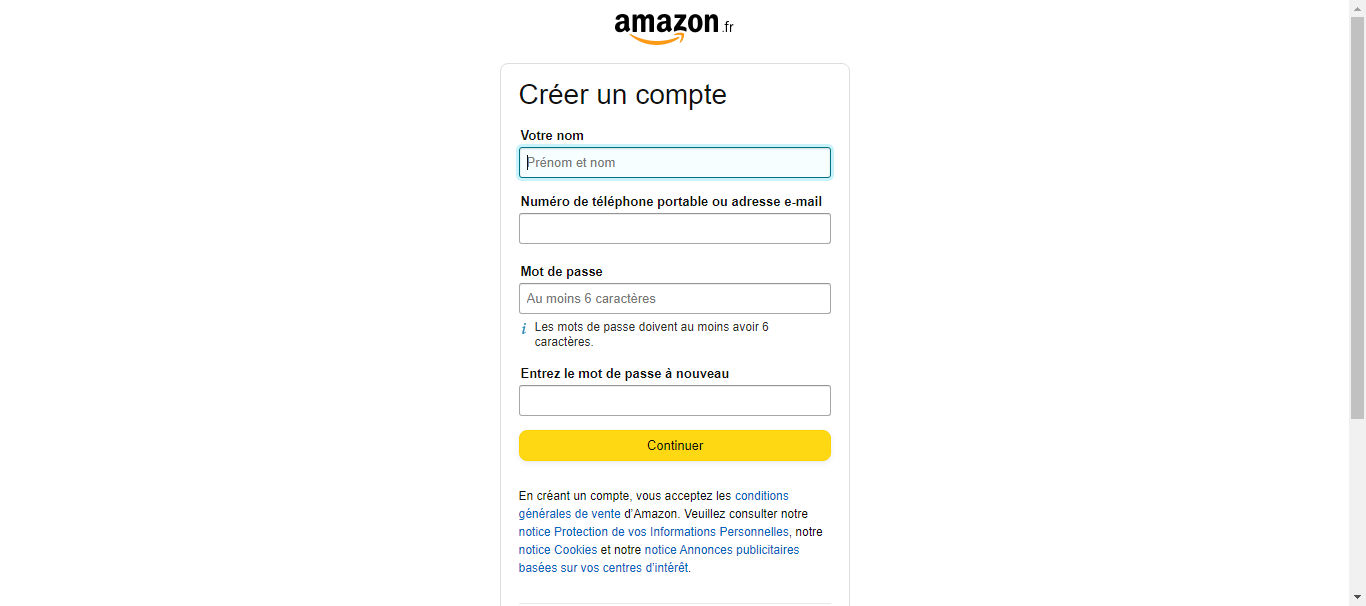 amazon.fr
Créer un compte
Votre nom
Prénom et nom
Numéro de téléphone portable ou adresse e-mail
Mot de passe
Au moins 6 caractères
i Les mots de passe doivent au moins avoir 6
caractères.
Entrez le mot de passe à nouveau
Continuer
En créant un compte, vous acceptez les conditions
générales de vente d’Amazon. Veuillez consulter notre
notice Protection de vos Informations Personnelles, notre
notice Cookies et notre notice Annonces publicitaires
basées sur vos centres d’intérêt.